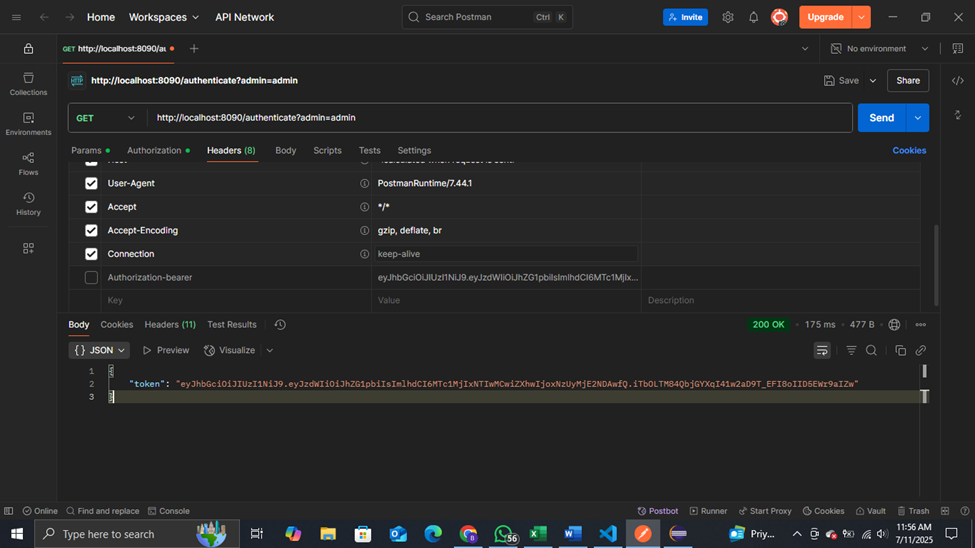 Home Workspaces API Network Search Postman Ctrl K Invite Upgrade
GET http://localhost:8090/au No environment
http://localhost:8090/authenticate?admin=admin Save Share
GET http://localhost:8090/authenticate?admin=admin Send
Params Authorization Headers (8) Body Scripts Tests Settings Cookies
User-Agent PostmanRuntime/7.44.1
Accept */*
Accept-Encoding gzip, deflate, br
Connection keep-alive
Authorization-bearer eyJhbGciOiJIUzI1NiJ9.eyJzdWIiOiJhZG1pbiIsImlhdCI6MTc1MjIx...
Key Value Description
Body Cookies Headers (11) Test Results 200 OK 175 ms 477 B
{} JSON Preview Visualize
1 {
2 "token": "eyJhbGciOiJIUzI1NiJ9.eyJzdWIiOiJhZG1pbiIsImlhdCI6MTc1MjIxNTIwMCwiZXhwIjoxNzUyMjE2NDAwfQ.iTbOLTM84QbjGYXqI41w2aD9T_EFI8oIID5EWr9aIZw"
3 }
Collections
Environments
Flows
History
Online Find and replace Console Postbot Runner Start Proxy Cookies Vault Trash
Type here to search 56 Priy... 11:56 AM
7/11/2025